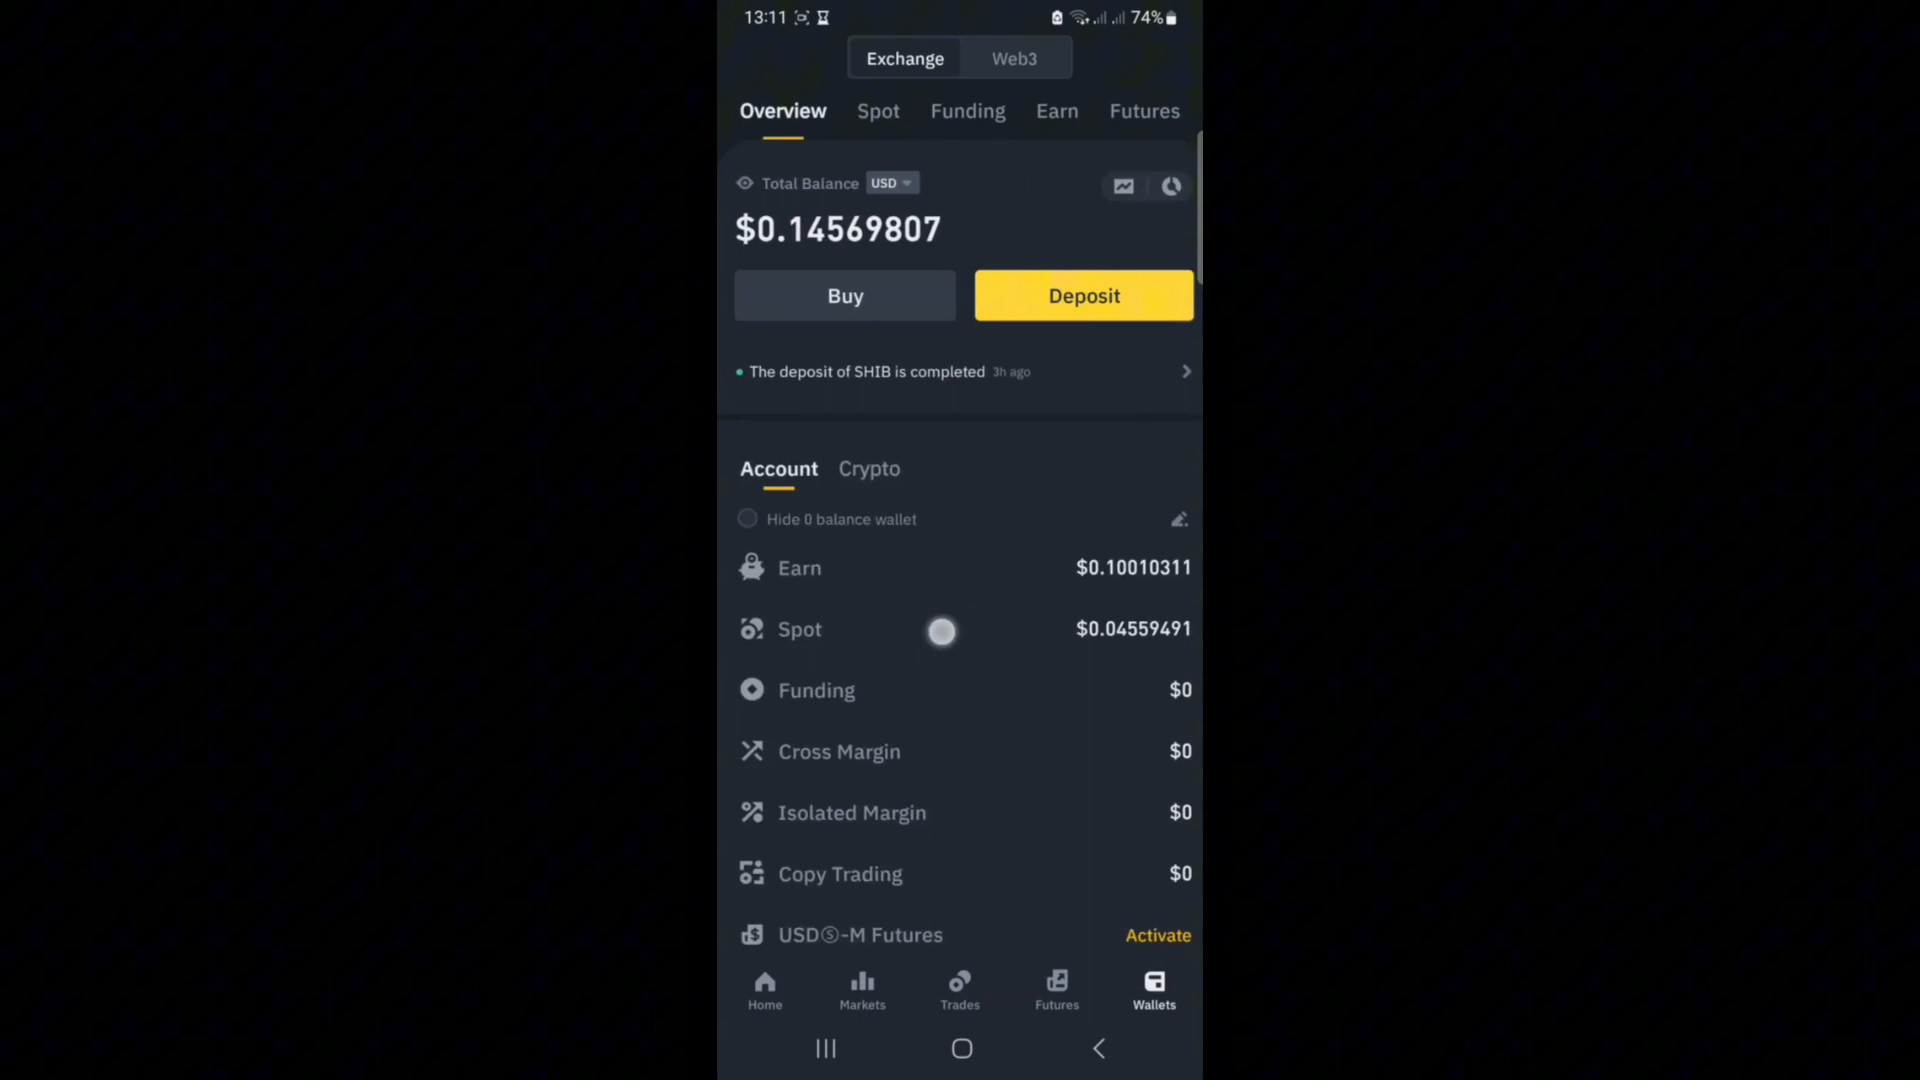 13:11 74%
Exchange Web3
Overview Spot Funding Earn Futures
Total Balance USD
$0.14569807
Buy Deposit
The deposit of SHIB is completed 3h ago
Account Crypto
Hide 0 balance wallet
Earn $0.10010311
Spot $0.04559491
Funding $0
Cross Margin $0
Isolated Margin $0
Copy Trading $0
USDⓈ-M Futures Activate
Home Markets Trades Futures Wallets